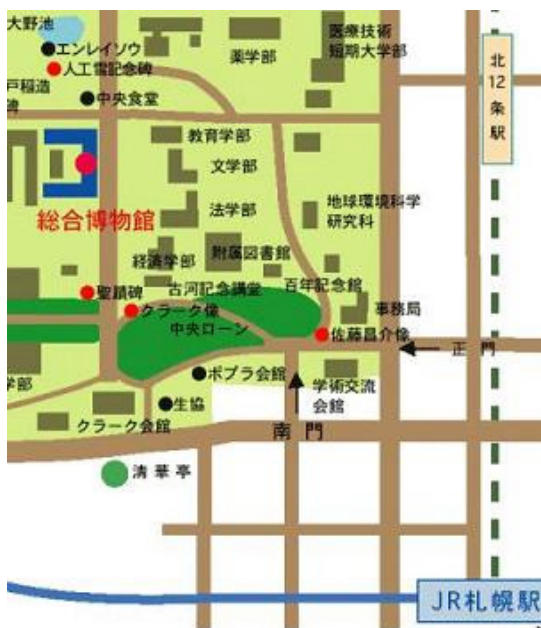 大野池
エンレイソウ
人工雪記念碑
戸稲造
碑
中央食堂
薬学部
医療技術
短期大学部
北12条駅
教育学部
文学部
法学部
地球環境科学
研究科
総合博物館
経済学部
附属図書館
古河記念講堂
百年記念館
聖蹟碑
クラーク像
中央ローン
事務局
佐藤昌介像
正門
学部
ポプラ会館
学術交流
会館
生協
クラーク会館
南門
清華亭
JR札幌駅